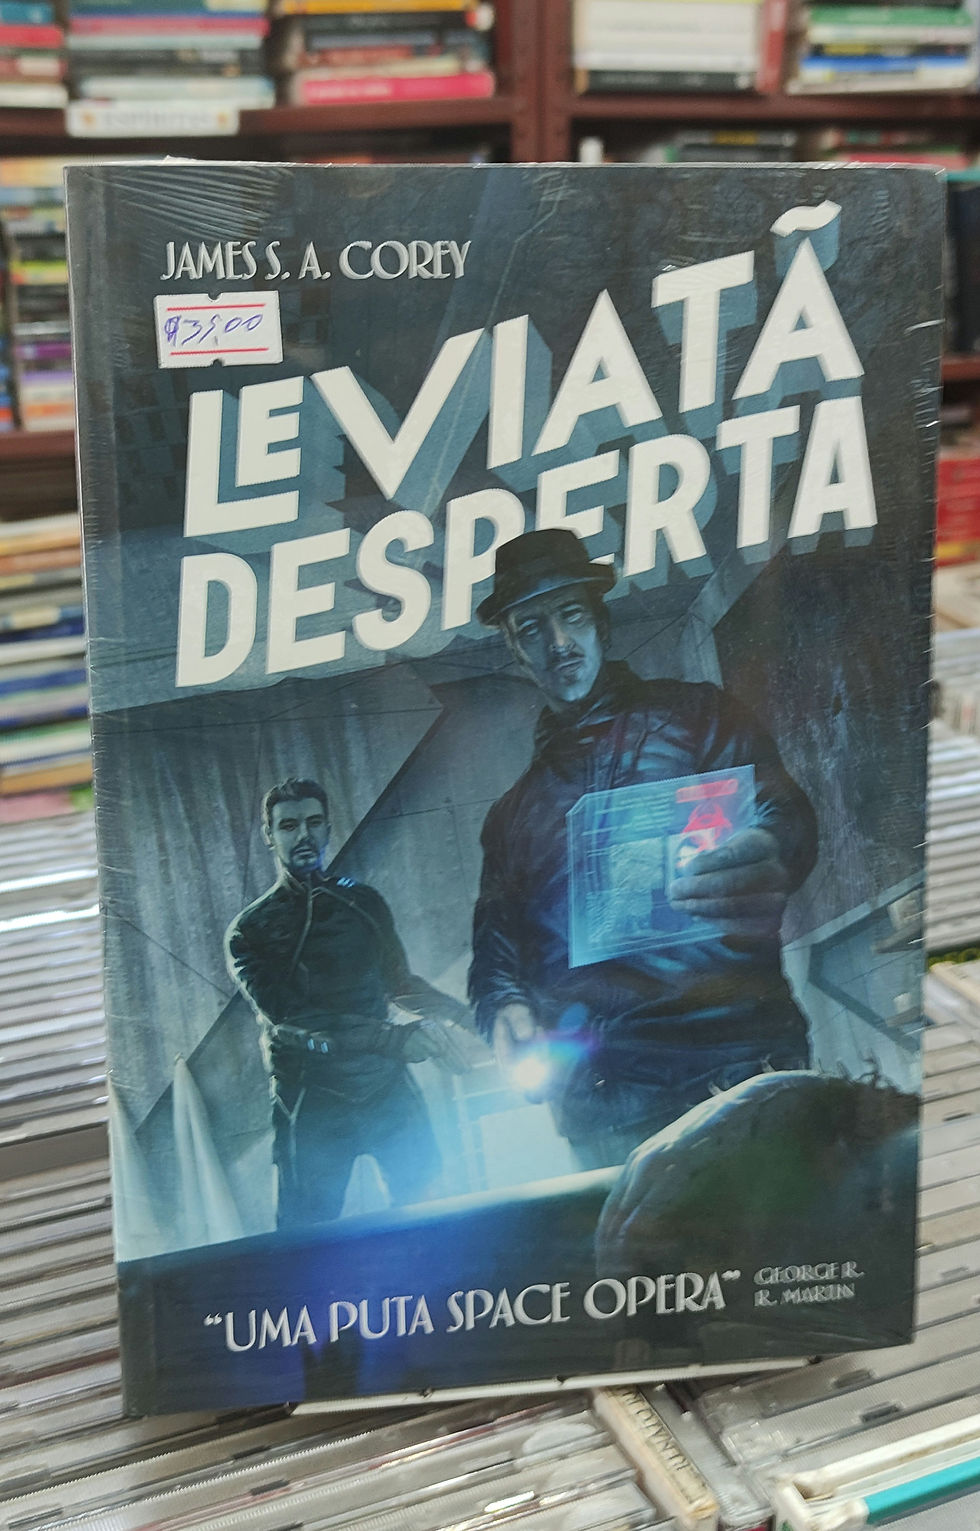 JAMES S. A. COREY
LEVIATÃ
DESPERTA
"UMA PUTA SPACE OPERA"
GEORGE R.
R. MARTIN